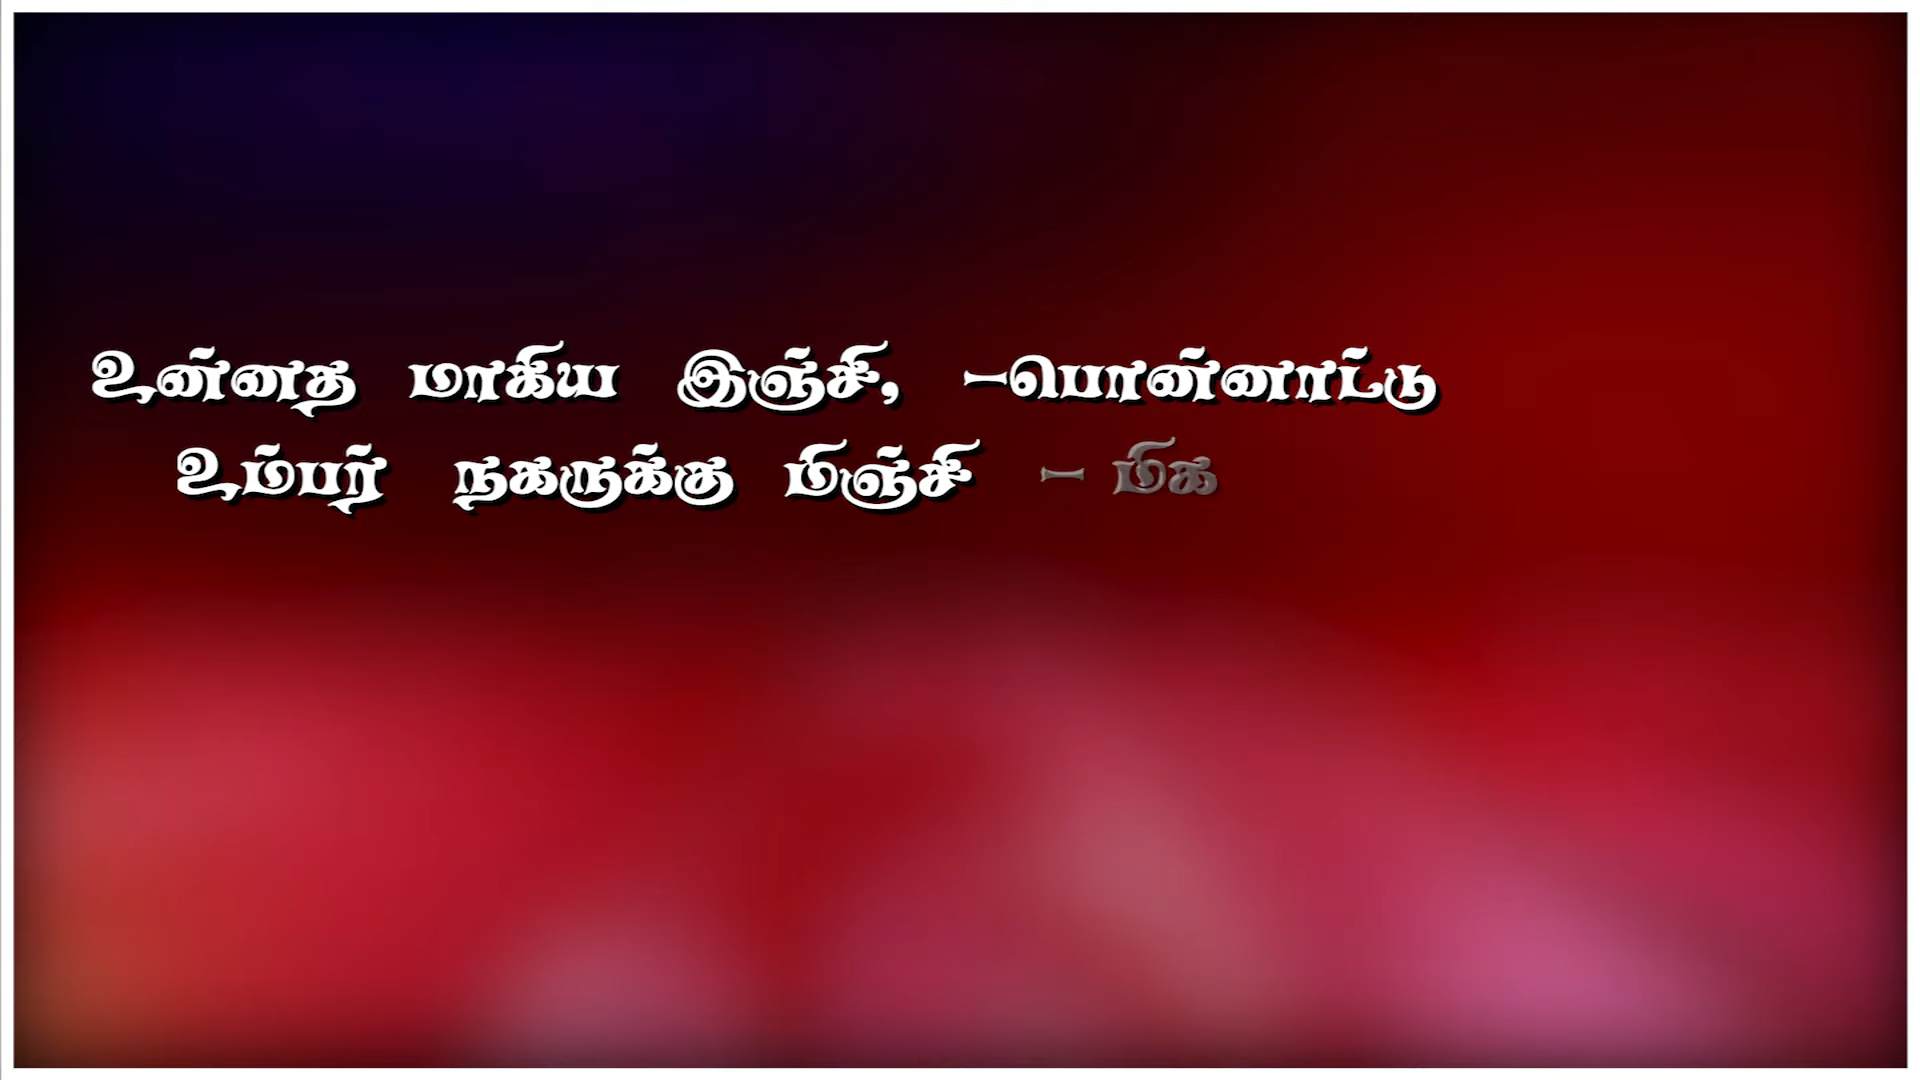 உன்னத மாகிய இஞ்சி, -பொன்னாட்டு
உம்பர் நகருக்கு மிஞ்சி - மிக